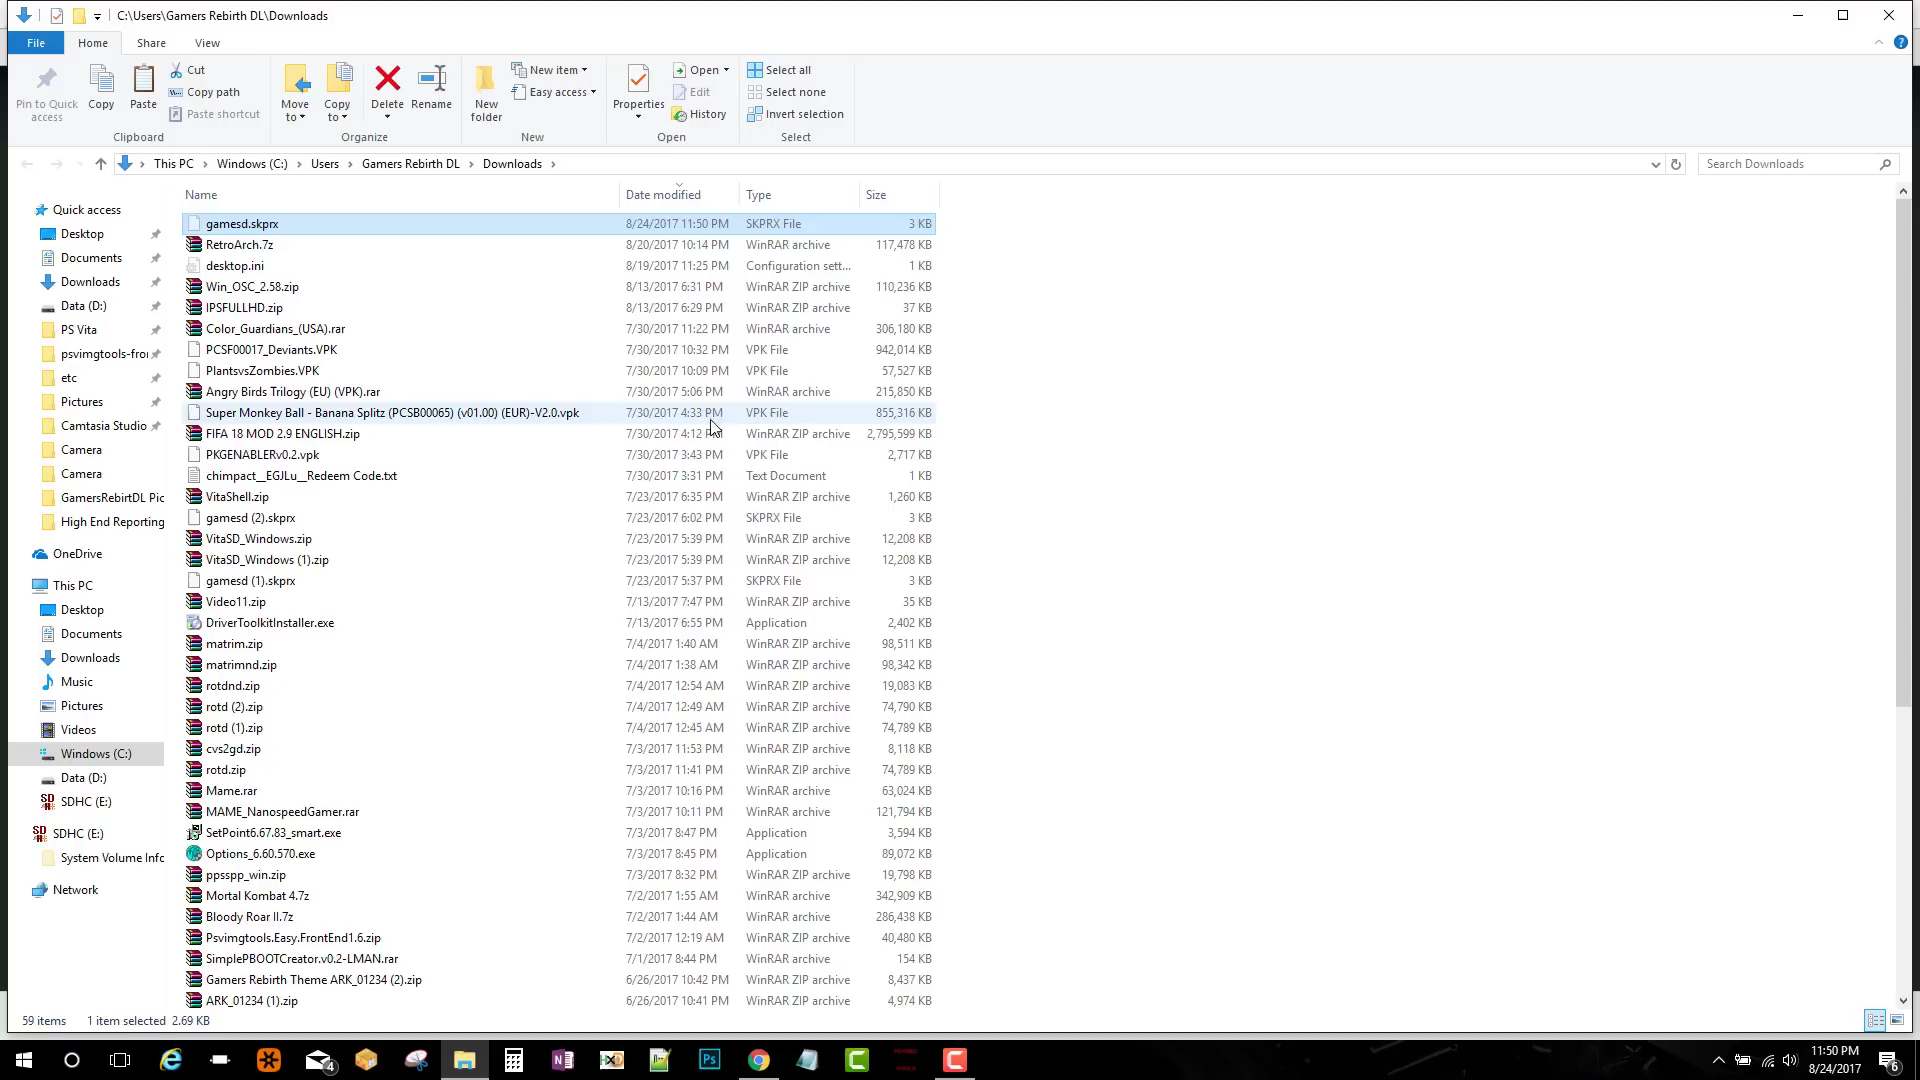 C:\Users\Gamers Rebirth DL\Downloads
File Home Share View
Pin to Quick access
Copy
Paste
Cut
Copy path
Paste shortcut
Clipboard
Move to
Copy to
Delete
Rename
Organize
New folder
New item
Easy access
New
Properties
Open
Edit
History
Open
Select all
Select none
Invert selection
Select
This PC > Windows (C:) > Users > Gamers Rebirth DL > Downloads >
Search Downloads
Quick access
Desktop
Documents
Downloads
Data (D:)
PS Vita
psvimgtools-fro
etc
Pictures
Camtasia Studio
Camera
Camera
GamersRebirtDL Pic
High End Reporting
OneDrive
This PC
Desktop
Documents
Downloads
Music
Pictures
Videos
Windows (C:)
Data (D:)
SDHC (E:)
SDHC (E:)
System Volume Info
Network
Name Date modified Type Size
gamesd.skprx 8/24/2017 11:50 PM SKPRX File 3 KB
RetroArch.7z 8/20/2017 10:14 PM WinRAR archive 117,478 KB
desktop.ini 8/19/2017 11:25 PM Configuration sett... 1 KB
Win_OSC_2.58.zip 8/13/2017 6:31 PM WinRAR ZIP archive 110,236 KB
IPSFULLHD.zip 8/13/2017 6:29 PM WinRAR ZIP archive 37 KB
Color_Guardians_(USA).rar 7/30/2017 11:22 PM WinRAR archive 306,180 KB
PCSF00017_Deviants.VPK 7/30/2017 10:32 PM VPK File 942,014 KB
PlantsvsZombies.VPK 7/30/2017 10:09 PM VPK File 57,527 KB
Angry Birds Trilogy (EU) (VPK).rar 7/30/2017 5:06 PM WinRAR archive 215,850 KB
Super Monkey Ball - Banana Splitz (PCSB00065) (v01.00) (EUR)-V2.0.vpk 7/30/2017 4:33 PM VPK File 855,316 KB
FIFA 18 MOD 2.9 ENGLISH.zip 7/30/2017 4:12 PM WinRAR ZIP archive 2,795,599 KB
PKGENABLERv0.2.vpk 7/30/2017 3:43 PM VPK File 2,717 KB
chimpact__EGJLu__Redeem Code.txt 7/30/2017 3:31 PM Text Document 1 KB
VitaShell.zip 7/23/2017 6:35 PM WinRAR ZIP archive 1,260 KB
gamesd (2).skprx 7/23/2017 6:02 PM SKPRX File 3 KB
VitaSD_Windows.zip 7/23/2017 5:39 PM WinRAR ZIP archive 12,208 KB
VitaSD_Windows (1).zip 7/23/2017 5:39 PM WinRAR ZIP archive 12,208 KB
gamesd (1).skprx 7/23/2017 5:37 PM SKPRX File 3 KB
Video11.zip 7/13/2017 7:47 PM WinRAR ZIP archive 35 KB
DriverToolkitInstaller.exe 7/13/2017 6:55 PM Application 2,402 KB
matrim.zip 7/4/2017 1:40 AM WinRAR ZIP archive 98,511 KB
matrimnd.zip 7/4/2017 1:38 AM WinRAR ZIP archive 98,342 KB
rotdnd.zip 7/4/2017 12:54 AM WinRAR ZIP archive 19,083 KB
rotd (2).zip 7/4/2017 12:49 AM WinRAR ZIP archive 74,790 KB
rotd (1).zip 7/4/2017 12:45 AM WinRAR ZIP archive 74,789 KB
cvs2gd.zip 7/3/2017 11:53 PM WinRAR ZIP archive 8,118 KB
rotd.zip 7/3/2017 11:41 PM WinRAR ZIP archive 74,789 KB
Mame.rar 7/3/2017 10:16 PM WinRAR archive 63,024 KB
MAME_NanospeedGamer.rar 7/3/2017 10:11 PM WinRAR archive 121,794 KB
SetPoint6.67.83_smart.exe 7/3/2017 8:47 PM Application 3,594 KB
Options_6.60.570.exe 7/3/2017 8:45 PM Application 89,072 KB
ppsspp_win.zip 7/3/2017 8:32 PM WinRAR ZIP archive 19,798 KB
Mortal Kombat 4.7z 7/2/2017 1:55 AM WinRAR archive 342,909 KB
Bloody Roar II.7z 7/2/2017 1:44 AM WinRAR archive 286,438 KB
Psvimgtools.Easy.FrontEnd1.6.zip 7/2/2017 12:19 AM WinRAR ZIP archive 40,480 KB
SimplePBOOTCreator.v0.2-LMAN.rar 7/1/2017 8:44 PM WinRAR archive 154 KB
Gamers Rebirth Theme ARK_01234 (2).zip 6/26/2017 10:42 PM WinRAR ZIP archive 8,437 KB
ARK_01234 (1).zip 6/26/2017 10:41 PM WinRAR ZIP archive 4,974 KB
59 items 1 item selected 2.69 KB
11:50 PM
8/24/2017